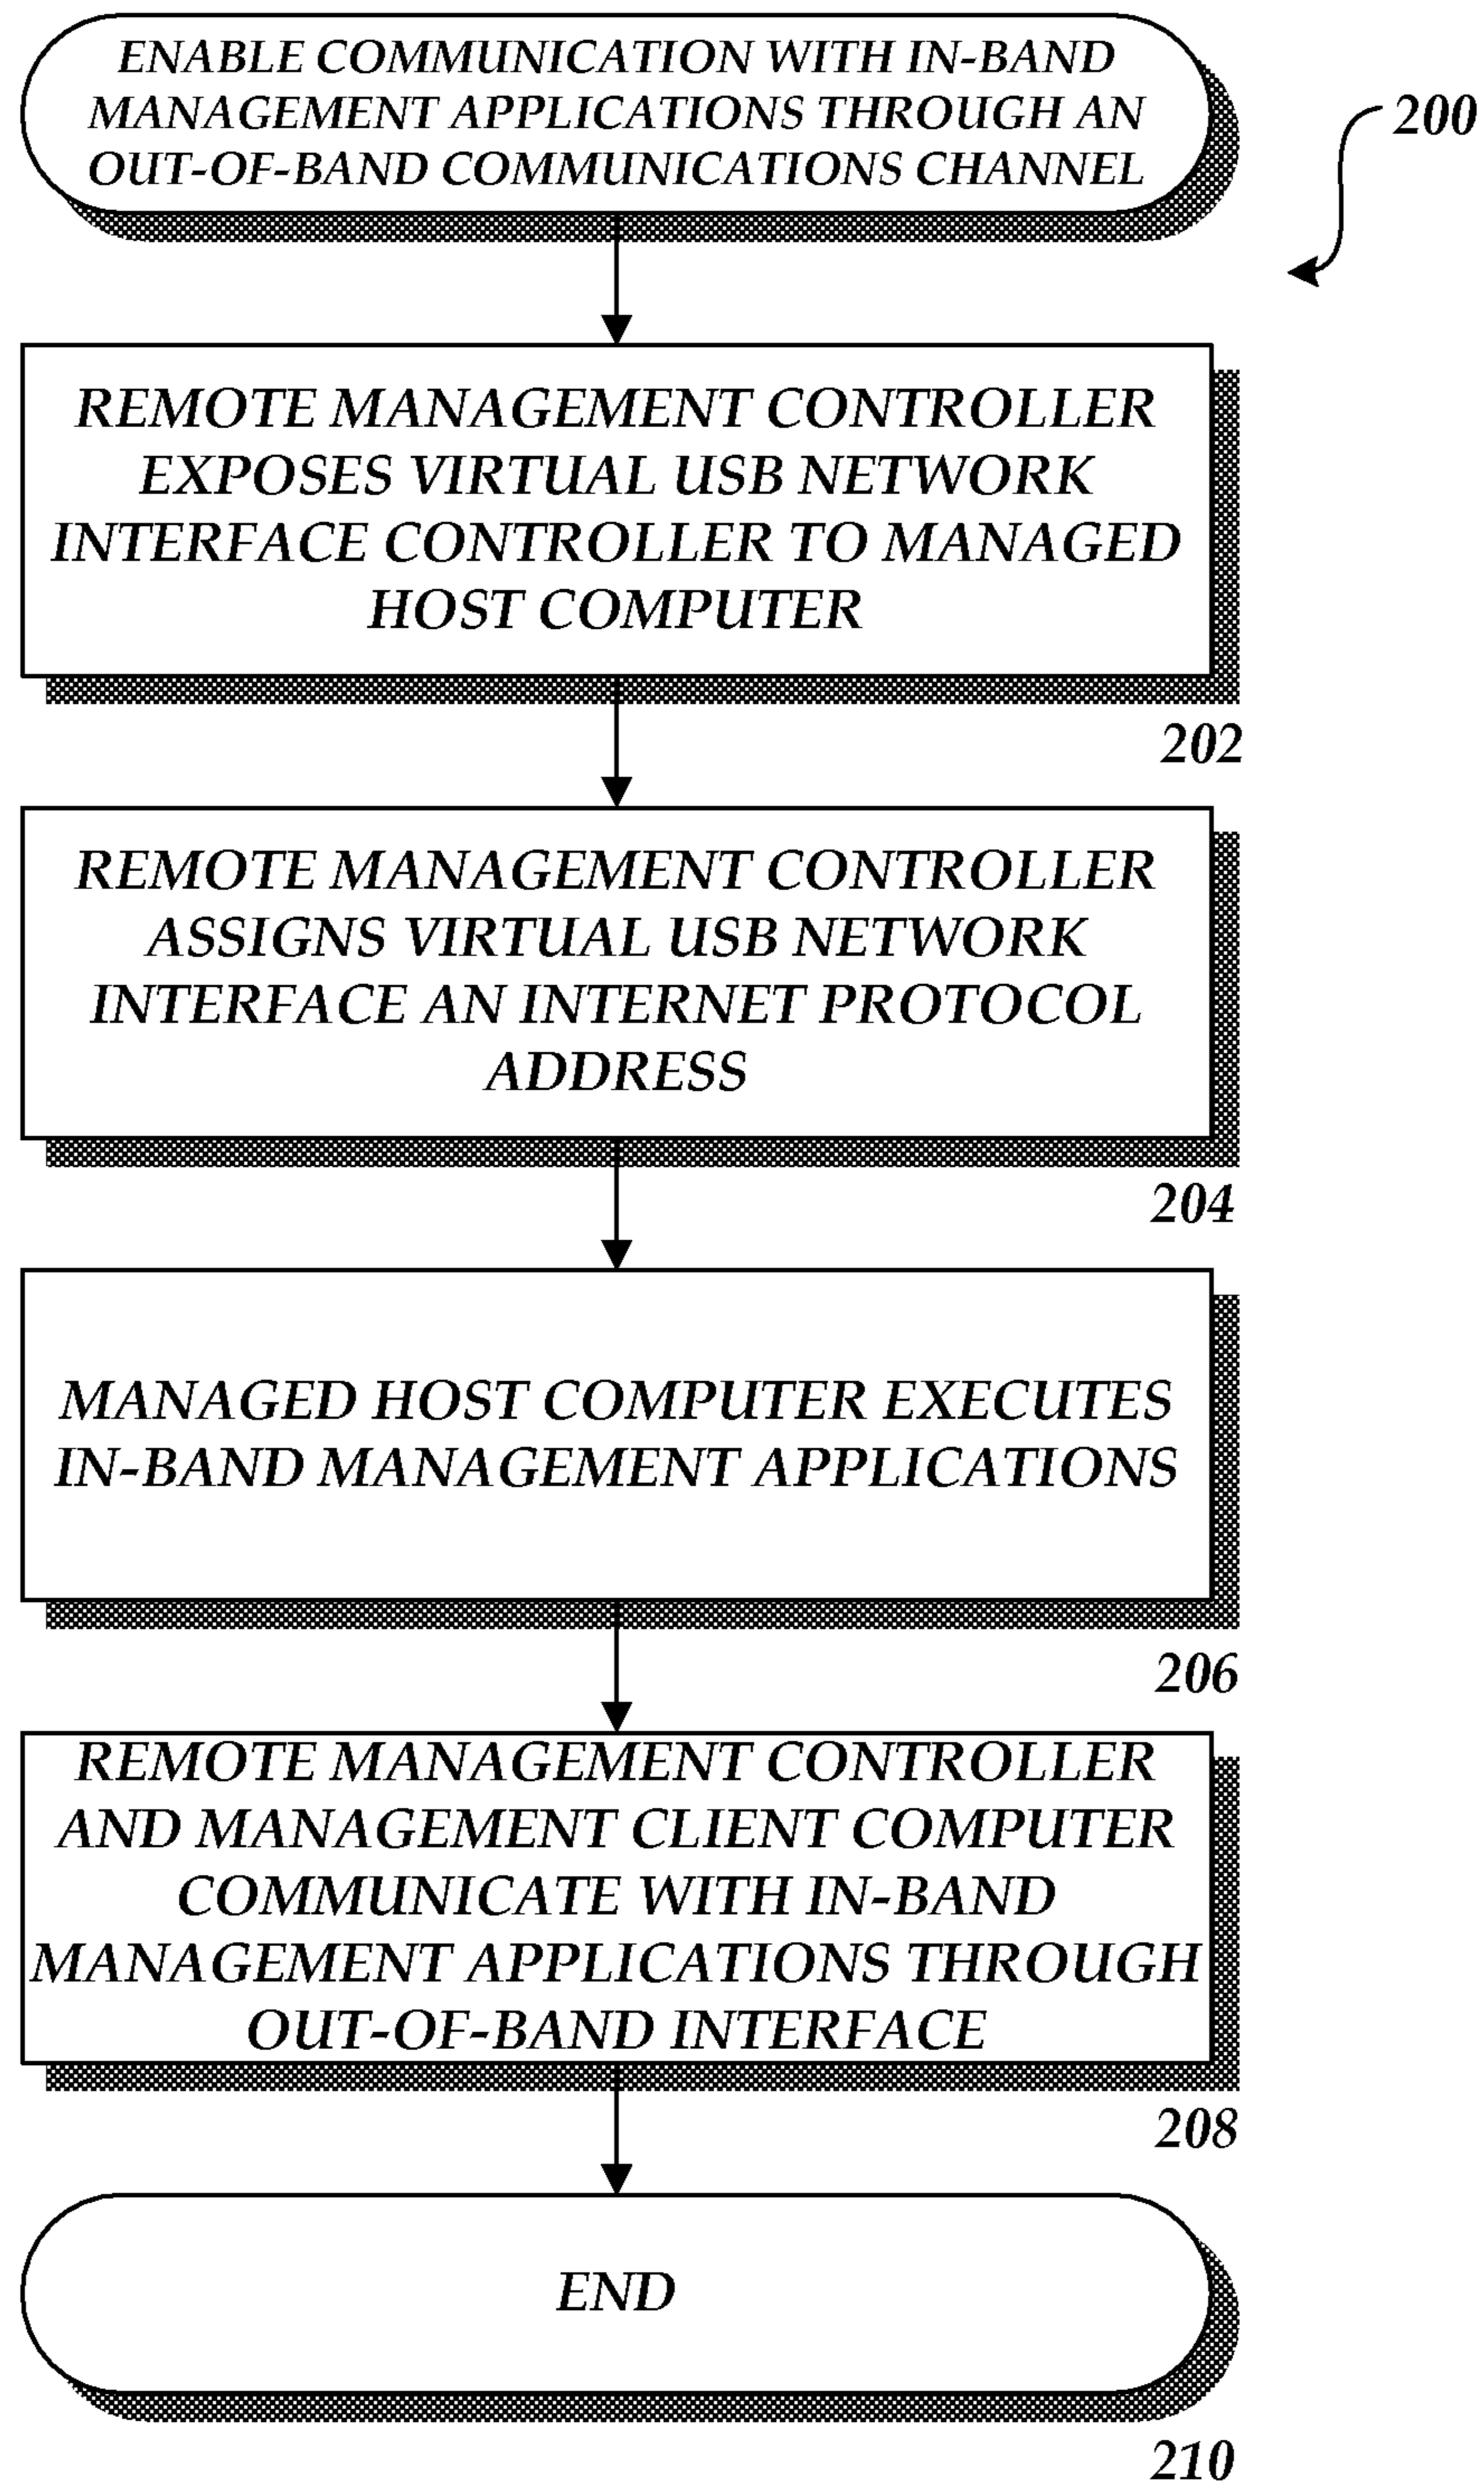 ENABLE COMMUNICATION WITH IN-BAND
MANAGEMENT APPLICATIONS THROUGH AN
OUT-OF-BAND COMMUNICATIONS CHANNEL
200
REMOTE MANAGEMENT CONTROLLER
EXPOSES VIRTUAL USB NETWORK
INTERFACE CONTROLLER TO MANAGED
HOST COMPUTER
202
REMOTE MANAGEMENT CONTROLLER
ASSIGNS VIRTUAL USB NETWORK
INTERFACE AN INTERNET PROTOCOL
ADDRESS
204
MANAGED HOST COMPUTER EXECUTES
IN-BAND MANAGEMENT APPLICATIONS
206
REMOTE MANAGEMENT CONTROLLER
AND MANAGEMENT CLIENT COMPUTER
COMMUNICATE WITH IN-BAND
MANAGEMENT APPLICATIONS THROUGH
OUT-OF-BAND INTERFACE
208
END
210